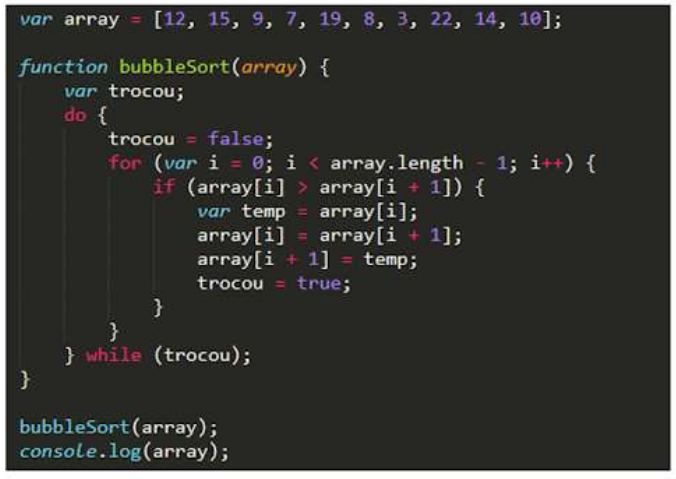 var array = [12, 15, 9, 7, 19, 8, 3, 22, 14, 10];
function bubbleSort(array) {
    var trocou;
    do {
        trocou = false;
        for (var i = 0; i < array.length - 1; i++) {
            if (array[i] > array[i + 1]) {
                var temp = array[i];
                array[i] = array[i + 1];
                array[i + 1] = temp;
                trocou = true;
            }
        }
    } while (trocou);
}
bubbleSort(array);
console.log(array);